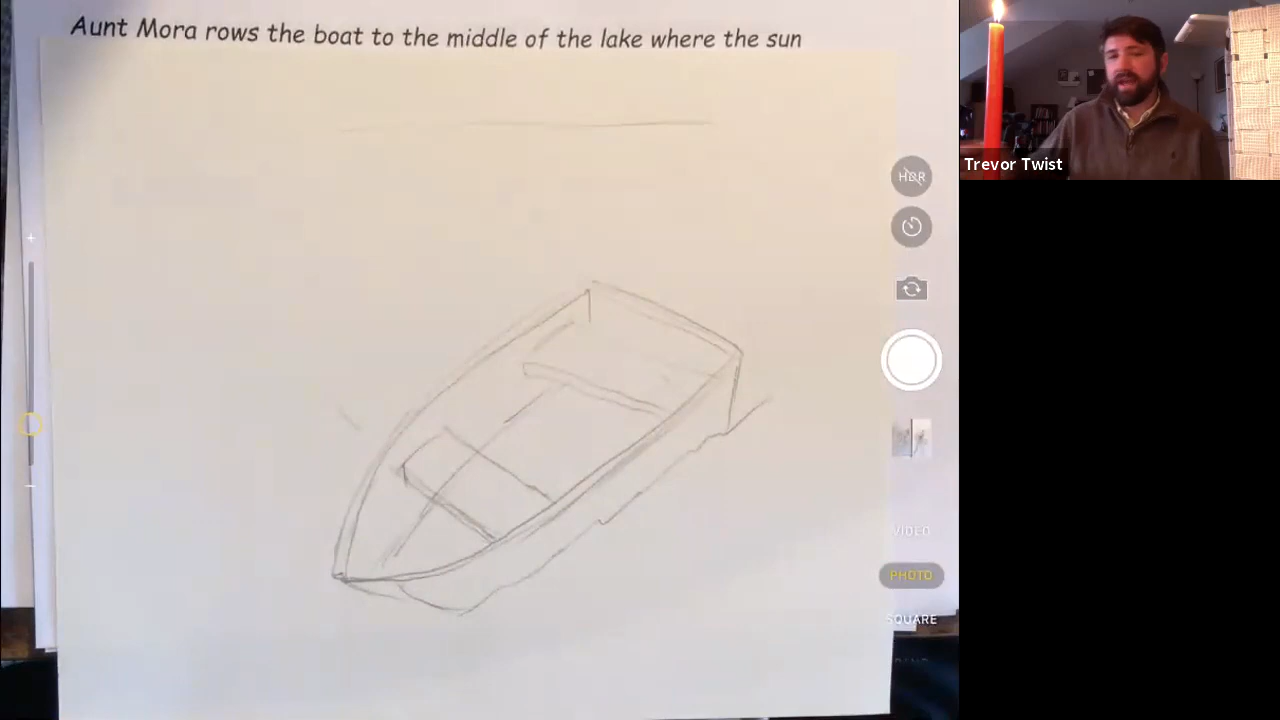 Aunt Mora rows the boat to the middle of the lake where the sun
HDR
Trevor Twist
VIDEO
PHOTO
SQUARE